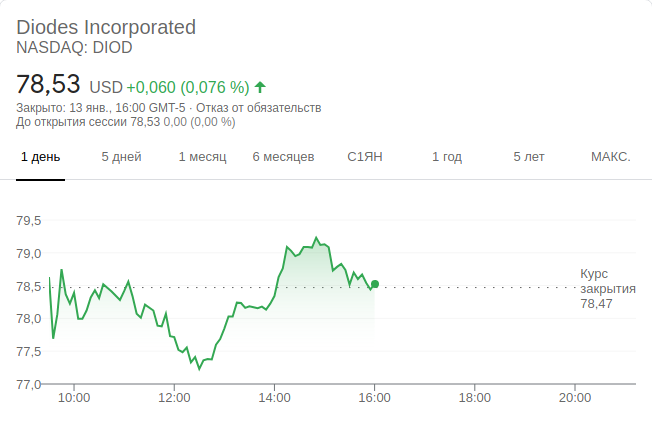 Diodes Incorporated
NASDAQ: DIOD
78,53 USD +0,060 (0,076 %)
Закрыто: 13 янв., 16:00 GMT-5 · Отказ от обязательств
До открытия сессии 78,53 0,00 (0,00 %)
1 день 5 дней 1 месяц 6 месяцев С1ЯН 1 год 5 лет МАКС.
79,5
79,0
78,5
78,0
77,5
77,0
Курс
закрытия
78,47
10:00 12:00 14:00 16:00 18:00 20:00